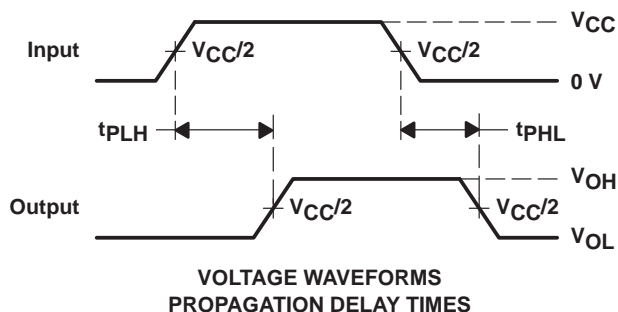 VCC
Input
VCC/2
VCC/2
0 V
tPLH
tPHL
VOH
Output
VCC/2
VCC/2
VOL
VOLTAGE WAVEFORMS
PROPAGATION DELAY TIMES